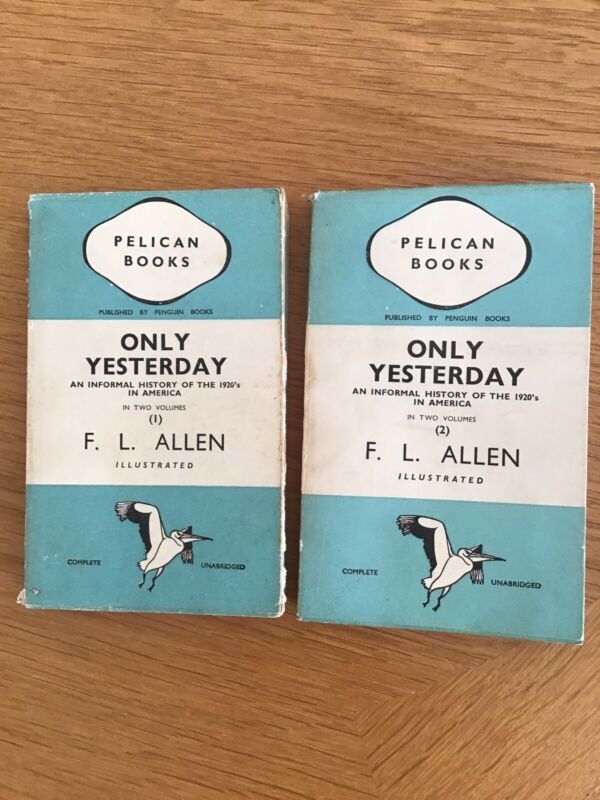 PELICAN
BOOKS
PUBLISHED BY PENGUIN BOOKS
ONLY
YESTERDAY
AN INFORMAL HISTORY OF THE 1920's
IN AMERICA
IN TWO VOLUMES
(1)
F. L. ALLEN
ILLUSTRATED
COMPLETE
UNABRIDGED
PELICAN
BOOKS
PUBLISHED BY PENGUIN BOOKS
ONLY
YESTERDAY
AN INFORMAL HISTORY OF THE 1920's
IN AMERICA
IN TWO VOLUMES
(2)
F. L. ALLEN
ILLUSTRATED
COMPLETE
UNABRIDGED